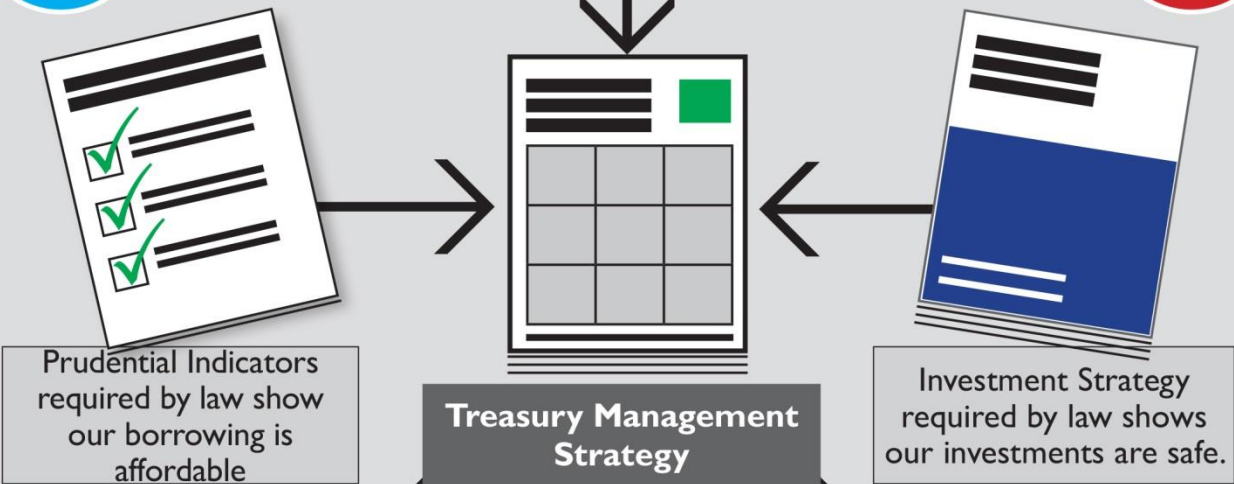 Prudential Indicators
required by law show
our borrowing is
affordable
Treasury Management
Strategy
Investment Strategy
required by law shows
our investments are safe.